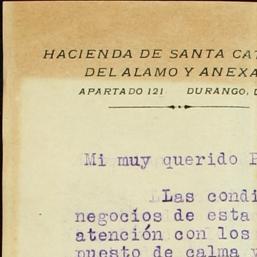 HACIENDA DE SANTA CAT
DEL ALAMO Y ANEXA
APARTADO 121 DURANGO, D
Mi muy querido P
Las condi
negocios de esta
atención con los
puesto de calma y